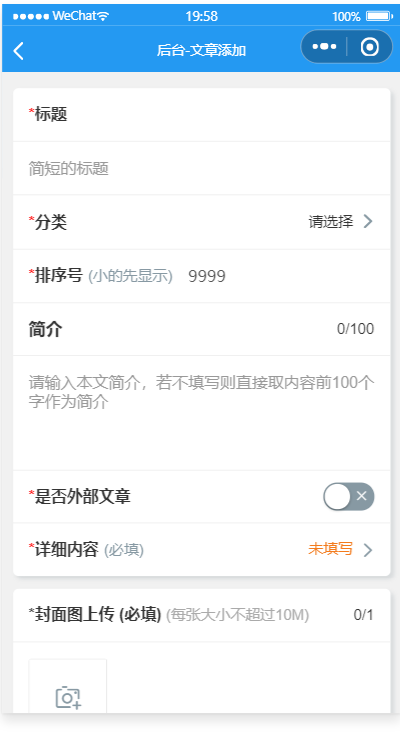 WeChat 19:58 100%
后台-文章添加
*标题
简短的标题
*分类 请选择
*排序号 (小的先显示) 9999
简介 0/100
请输入本文简介，若不填写则直接取内容前100个
字作为简介
*是否外部文章
*详细内容 (必填) 未填写
*封面图上传 (必填) (每张大小不超过10M) 0/1